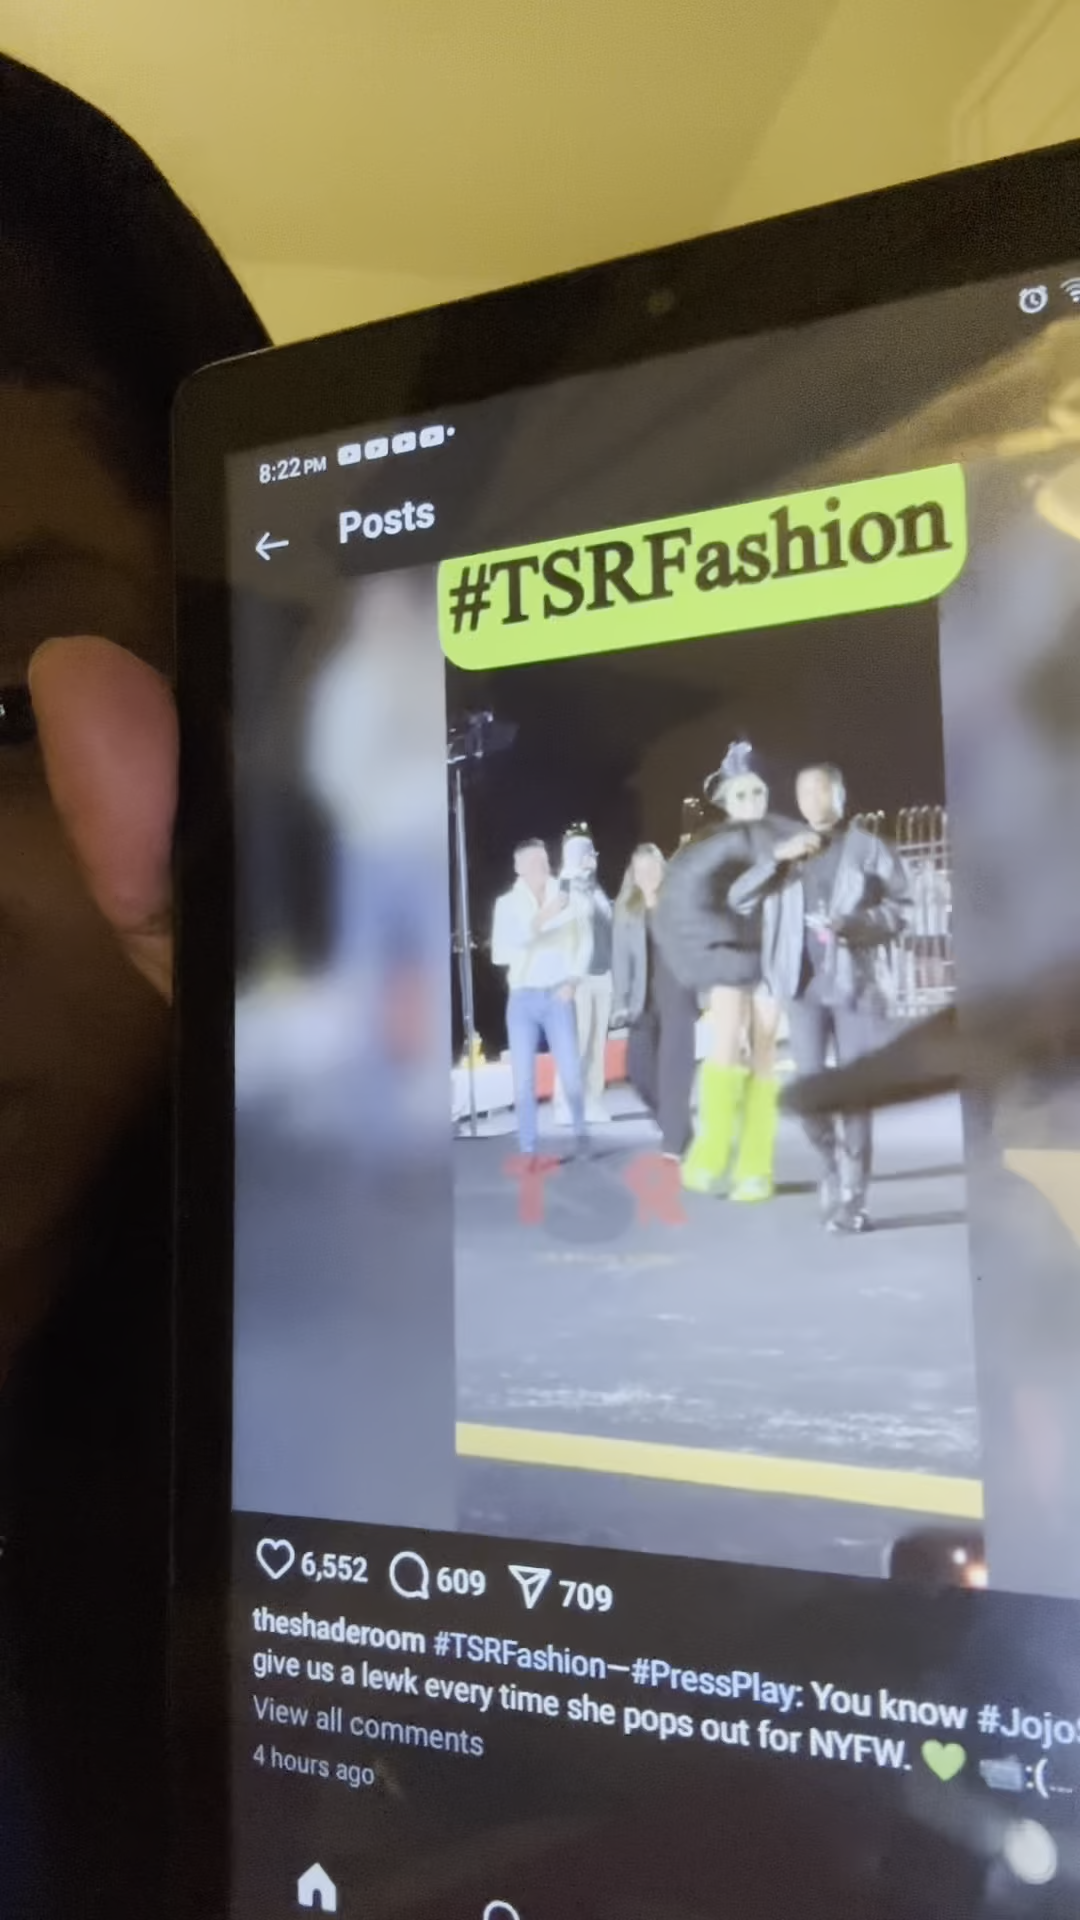 8:22 PM
Posts
#TSRFashion
TSR
6,552 609 709
theshaderoom #TSRFashion—#PressPlay: You know #Jojo
give us a lewk every time she pops out for NYFW. 💚 📹:(...
View all comments
4 hours ago